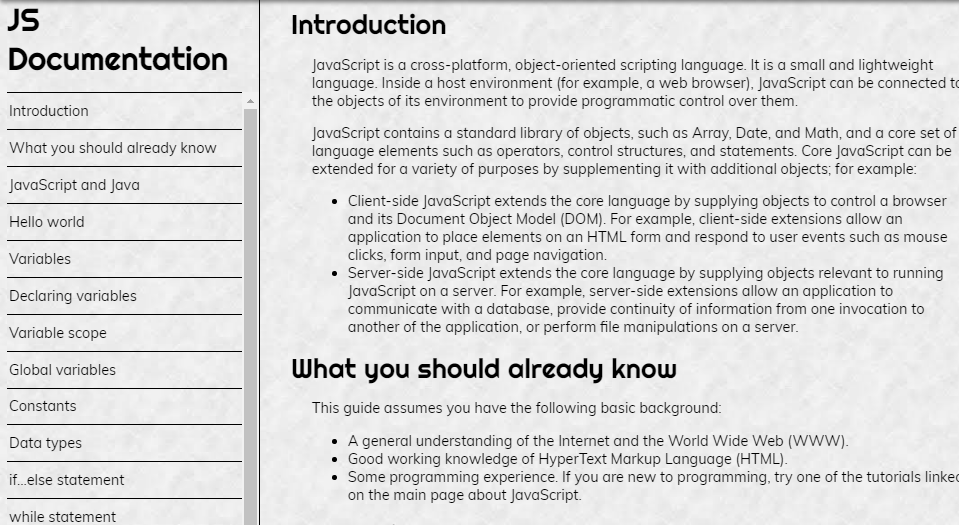 JS
Documentation
Introduction
What you should already know
JavaScript and Java
Hello world
Variables
Declaring variables
Variable scope
Global variables
Constants
Data types
if...else statement
while statement
Introduction
JavaScript is a cross-platform, object-oriented scripting language. It is a small and lightweight
language. Inside a host environment (for example, a web browser), JavaScript can be connected to
the objects of its environment to provide programmatic control over them.
JavaScript contains a standard library of objects, such as Array, Date, and Math, and a core set of
language elements such as operators, control structures, and statements. Core JavaScript can be
extended for a variety of purposes by supplementing it with additional objects; for example:
• Client-side JavaScript extends the core language by supplying objects to control a browser
and its Document Object Model (DOM). For example, client-side extensions allow an
application to place elements on an HTML form and respond to user events such as mouse
clicks, form input, and page navigation.
• Server-side JavaScript extends the core language by supplying objects relevant to running
JavaScript on a server. For example, server-side extensions allow an application to
communicate with a database, provide continuity of information from one invocation to
another of the application, or perform file manipulations on a server.
What you should already know
This guide assumes you have the following basic background:
• A general understanding of the Internet and the World Wide Web (WWW).
• Good working knowledge of HyperText Markup Language (HTML).
• Some programming experience. If you are new to programming, try one of the tutorials linked
on the main page about JavaScript.